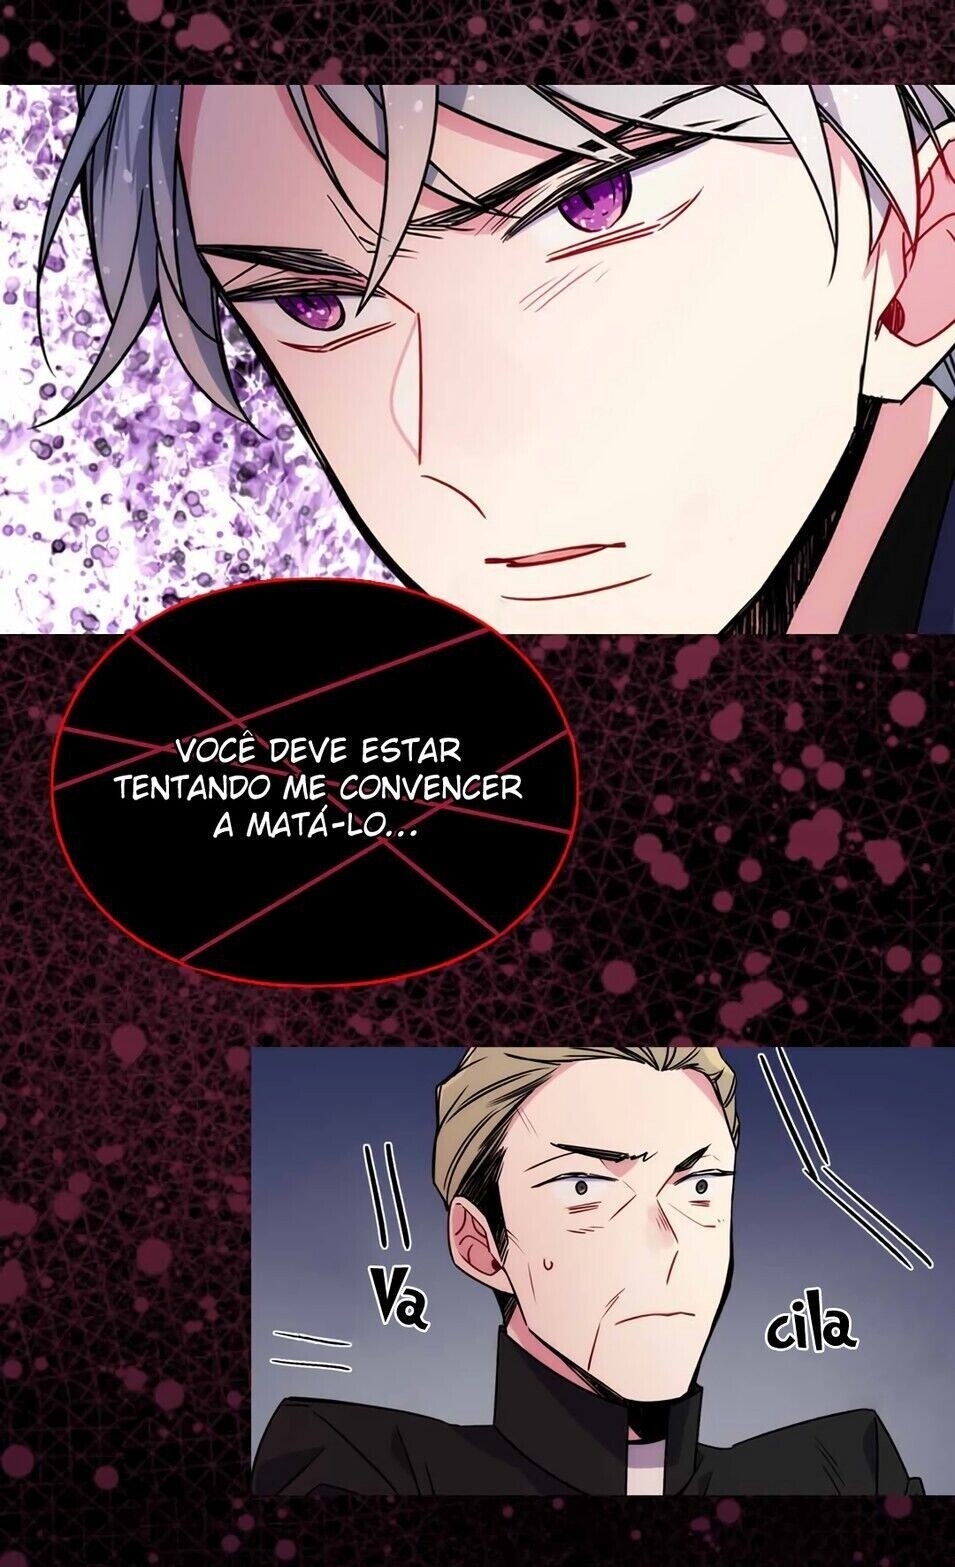 VOCÊ DEVE ESTAR
TENTANDO ME CONVENCER
A MATÁ-LO...
Va
cila